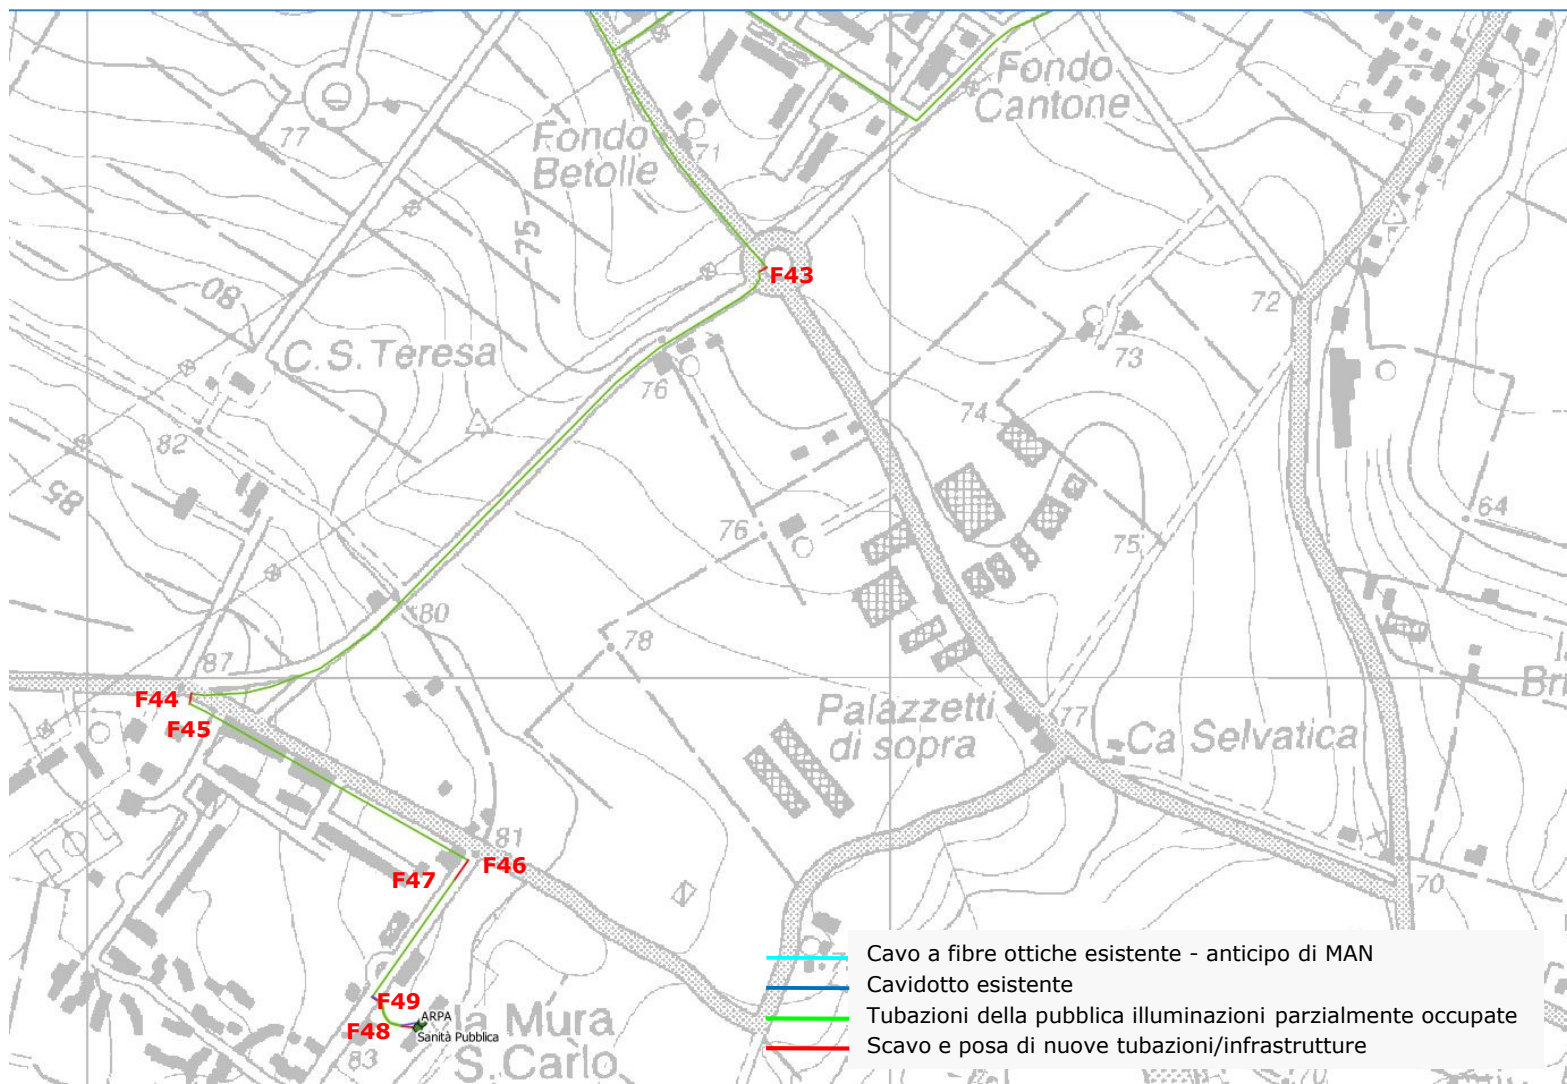 Fondo
Cantone
77
Fondo
Betolle
71
75
F43
80
72
C.S. Teresa
73
76
74
82
85
64
76
75
80
78
87
F44
Palazzetti
di sopra
77
Ca Selvatica
F45
81
F46
F47
70
Cavo a fibre ottiche esistente - anticipo di MAN
Cavidotto esistente
F49
ARPA
la Mura
Tubazioni della pubblica illuminazioni parzialmente occupate
F48
Sanità Pubblica
83
S. Carlo
Scavo e posa di nuove tubazioni/infrastrutture